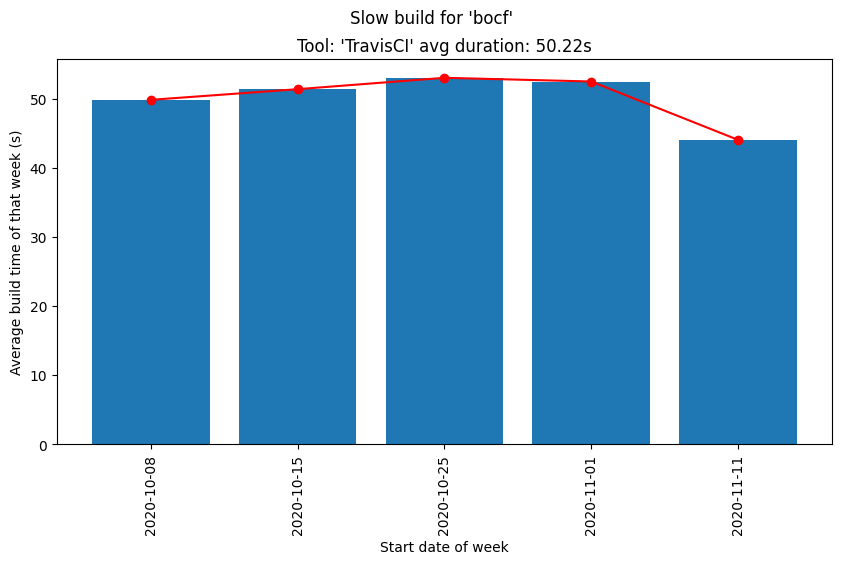 Slow build for 'bocf'
Tool: 'TravisCI' avg duration: 50.22s
Average build time of that week (s)
50
40
30
20
10
0
2020-10-08
2020-10-15
2020-10-25
2020-11-01
2020-11-11
Start date of week